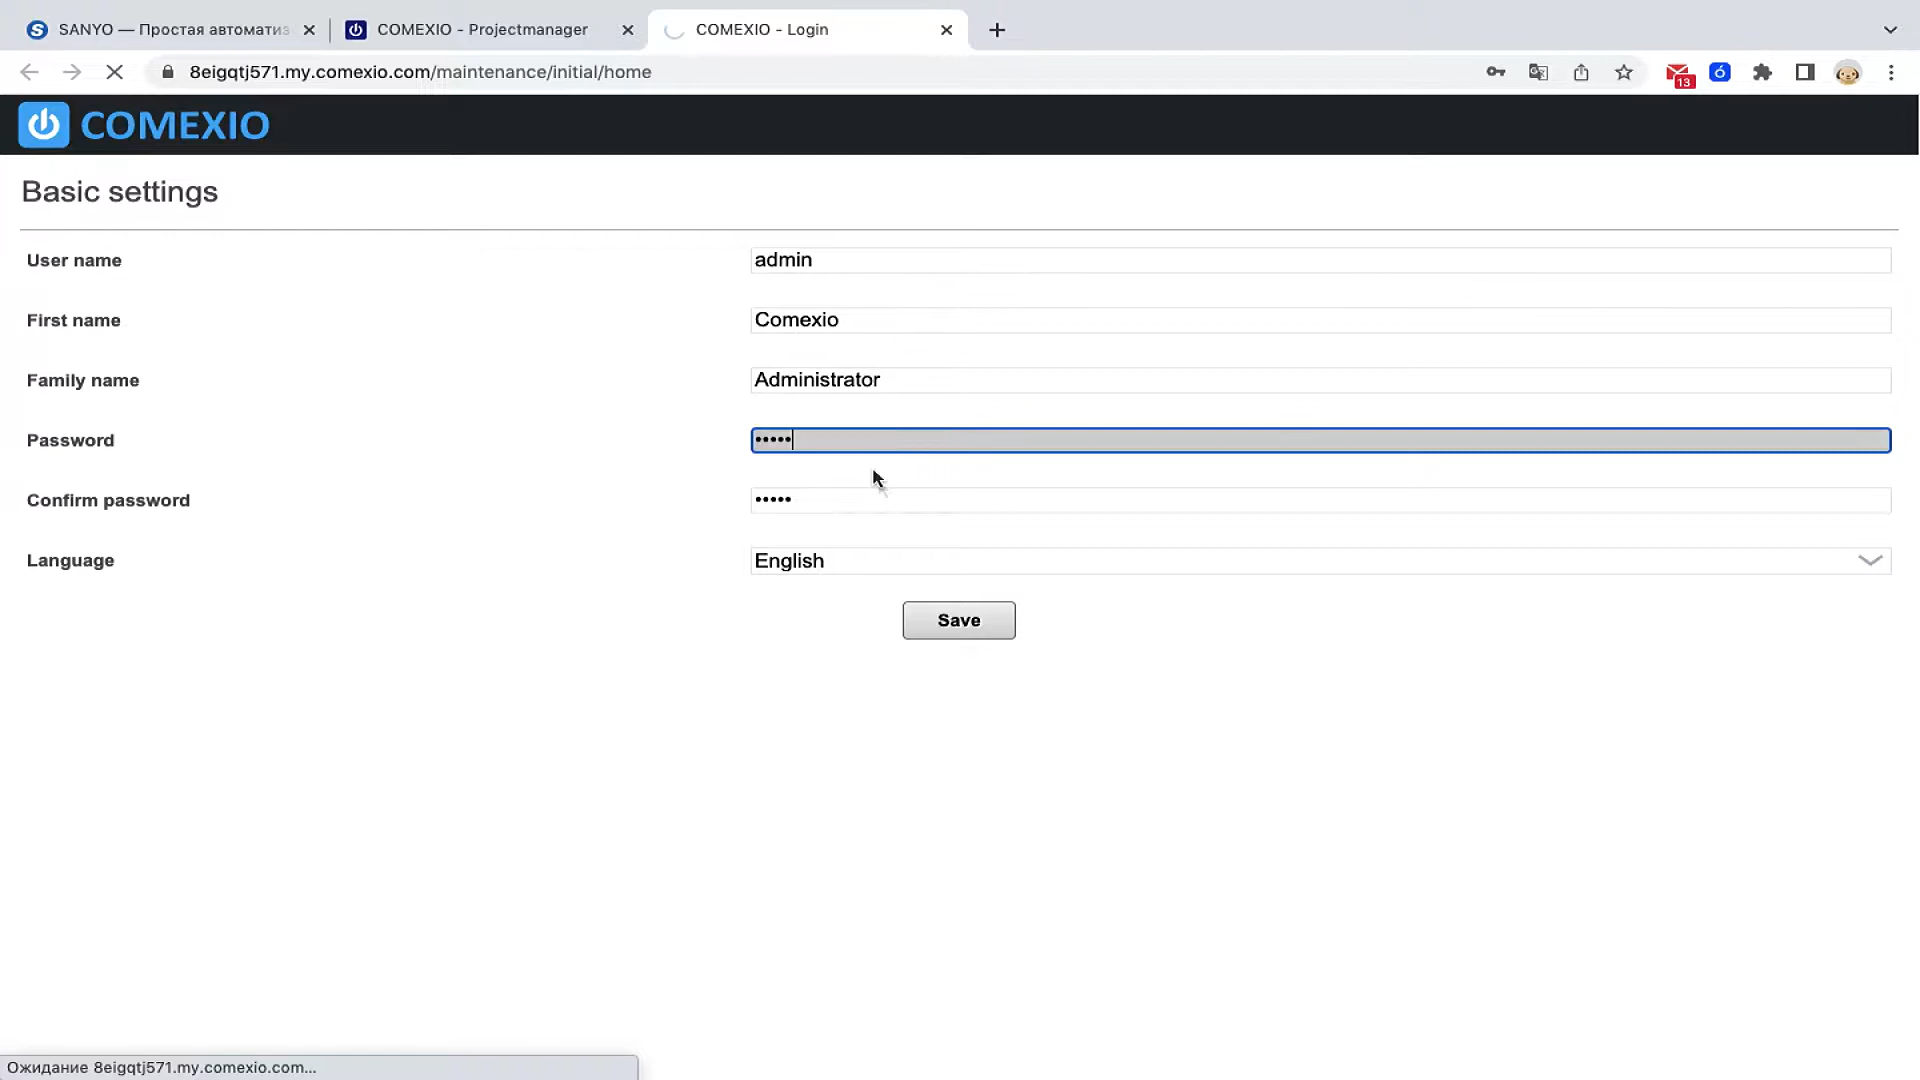 SANYO — Простая автоматиз
COMEXIO - Projectmanager
COMEXIO - Login
8eigqtj571.my.comexio.com/maintenance/initial/home
13
COMEXIO
Basic settings
User name
admin
First name
Comexio
Family name
Administrator
Password
•••••
Confirm password
•••••
Language
English
Save
Ожидание 8eigqtj571.my.comexio.com...